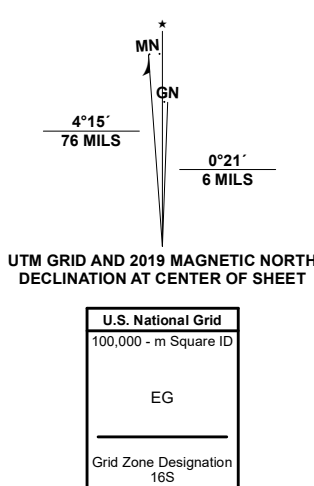 ★
MN
GN
4°15´
76 MILS
0°21´
6 MILS
UTM GRID AND 2019 MAGNETIC NORTH
DECLINATION AT CENTER OF SHEET
U.S. National Grid
100,000 - m Square ID
EG
Grid Zone Designation
16S